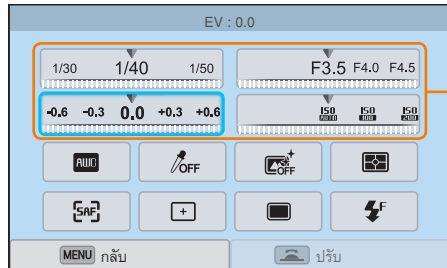 EV : 0.0
1/30 1/40 1/50
F3.5 F4.0 F4.5
-0.6 -0.3 0.0 +0.3 +0.6
ISO AUTO ISO 100 ISO 200
AWB OFF OFF
SAF F
MENU กลับ ปรับ